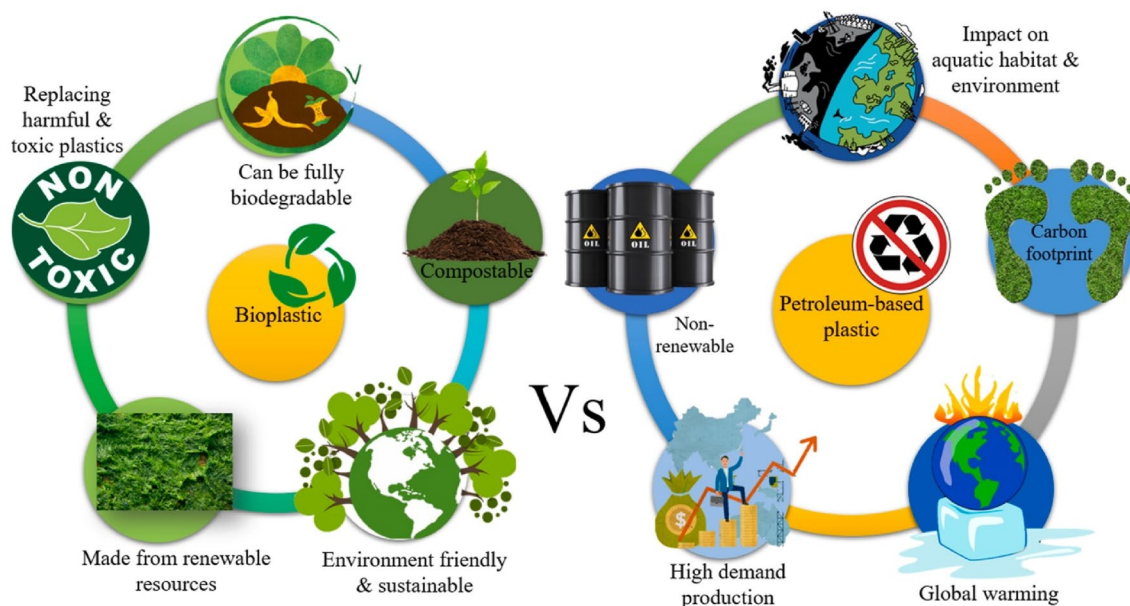 Replacing
harmful &
toxic plastics
NON
TOXIC
Can be fully
biodegradable
Compostable
Bioplastic
Made from renewable
resources
Environment friendly
& sustainable
Vs
Impact on
aquatic habitat &
environment
OIL
OIL
OIL
Non-
renewable
Carbon
footprint
Petroleum-based
plastic
$
High demand
production
Global warming